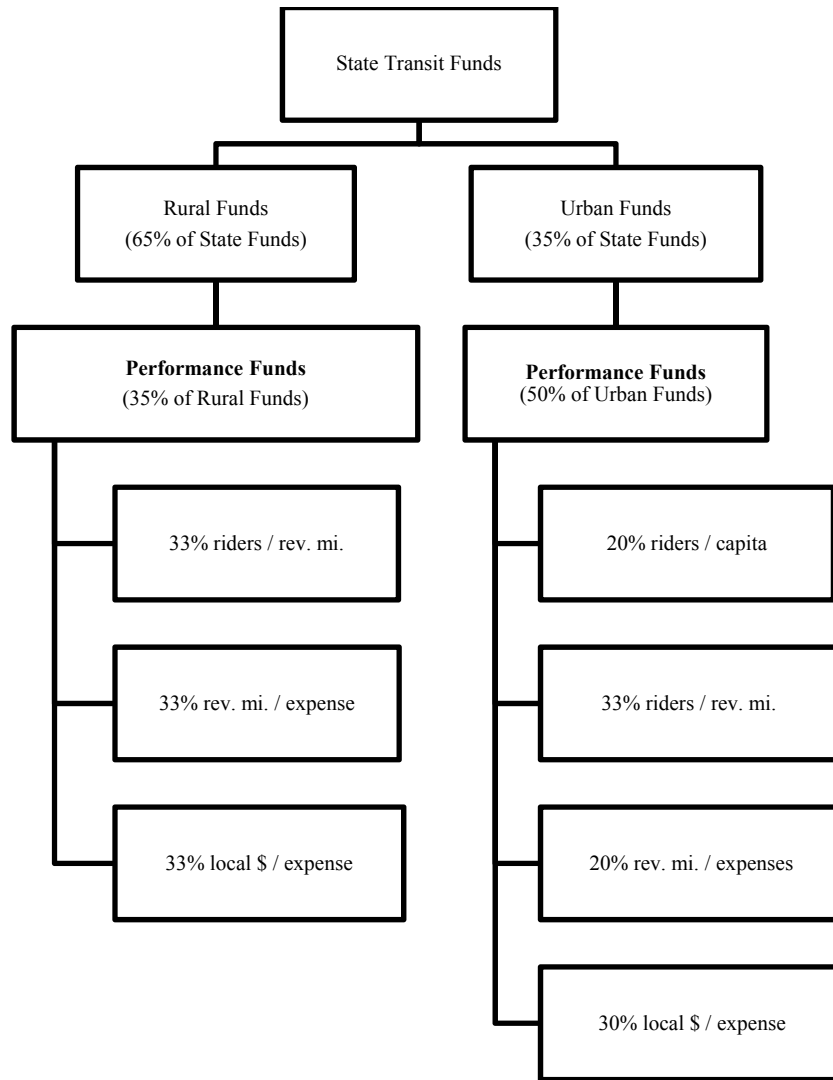 State Transit Funds
Rural Funds
(65% of State Funds)
Urban Funds
(35% of State Funds)
Performance Funds
(35% of Rural Funds)
Performance Funds
(50% of Urban Funds)
33% riders / rev. mi.
33% rev. mi. / expense
33% local $ / expense
20% riders / capita
33% riders / rev. mi.
20% rev. mi. / expenses
30% local $ / expense